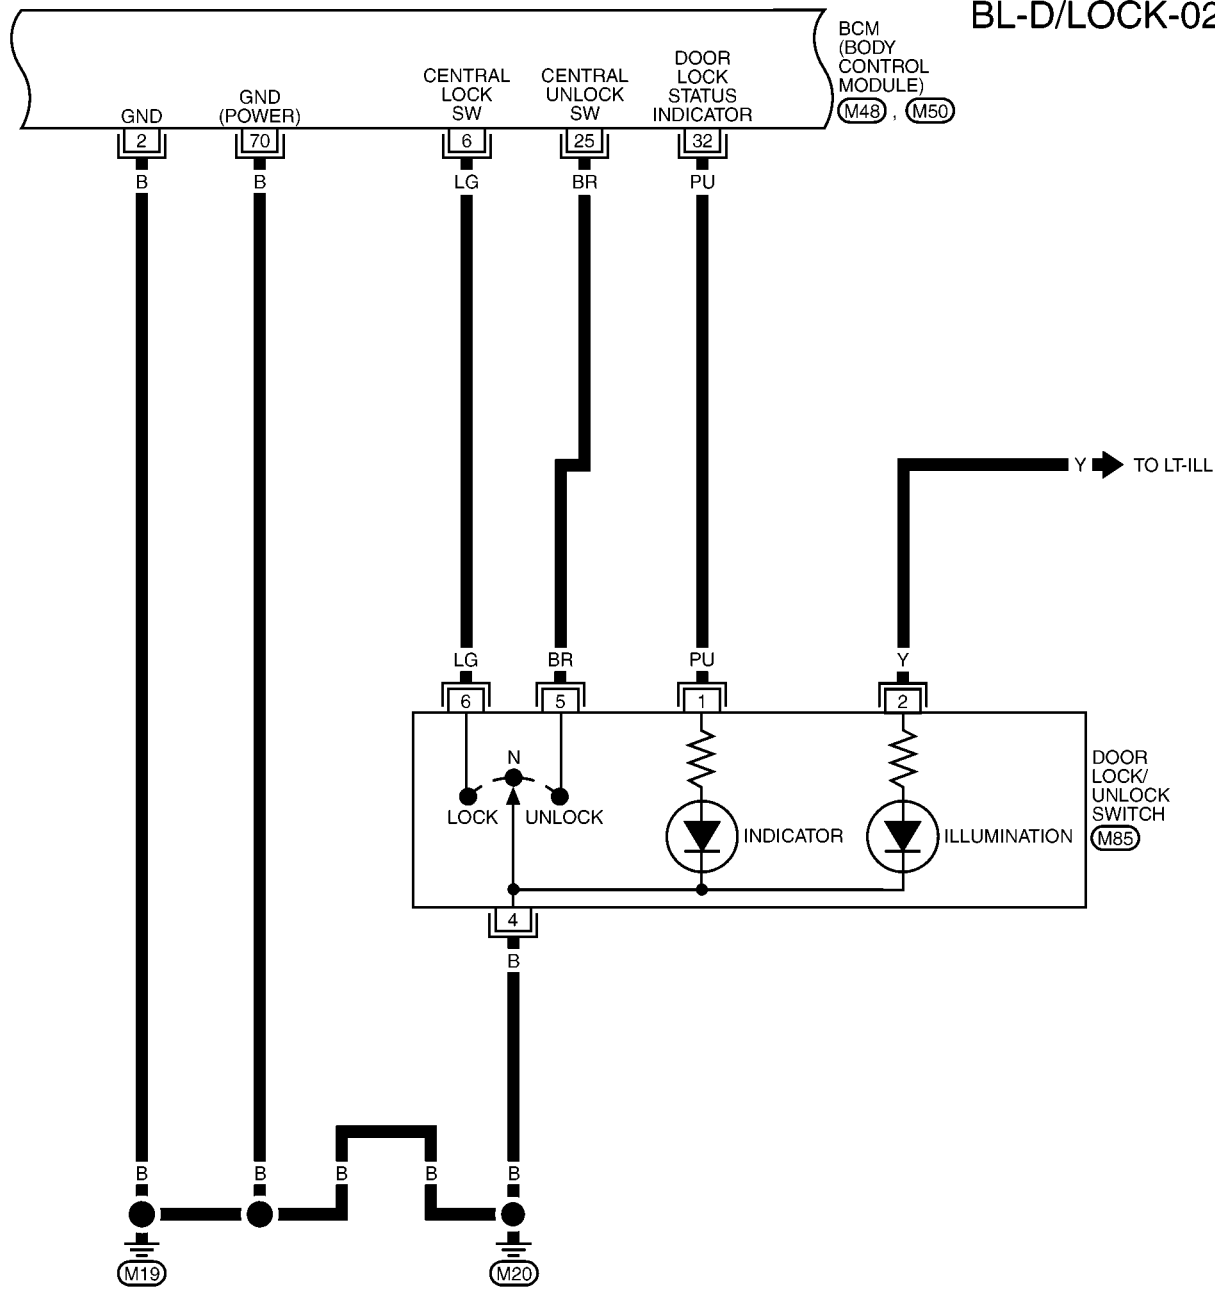 BL-D/LOCK-02
BCM
(BODY
CONTROL
MODULE)
M48 , M50
GND
GND
(POWER)
CENTRAL
LOCK
SW
CENTRAL
UNLOCK
SW
DOOR
LOCK
STATUS
INDICATOR
2
70
6
25
32
B
B
LG
BR
PU
Y
TO LT-ILL
LG
BR
PU
Y
6
5
1
2
N
LOCK
UNLOCK
INDICATOR
ILLUMINATION
DOOR
LOCK/
UNLOCK
SWITCH
M85
4
B
B
B
B
B
B
M19
M20